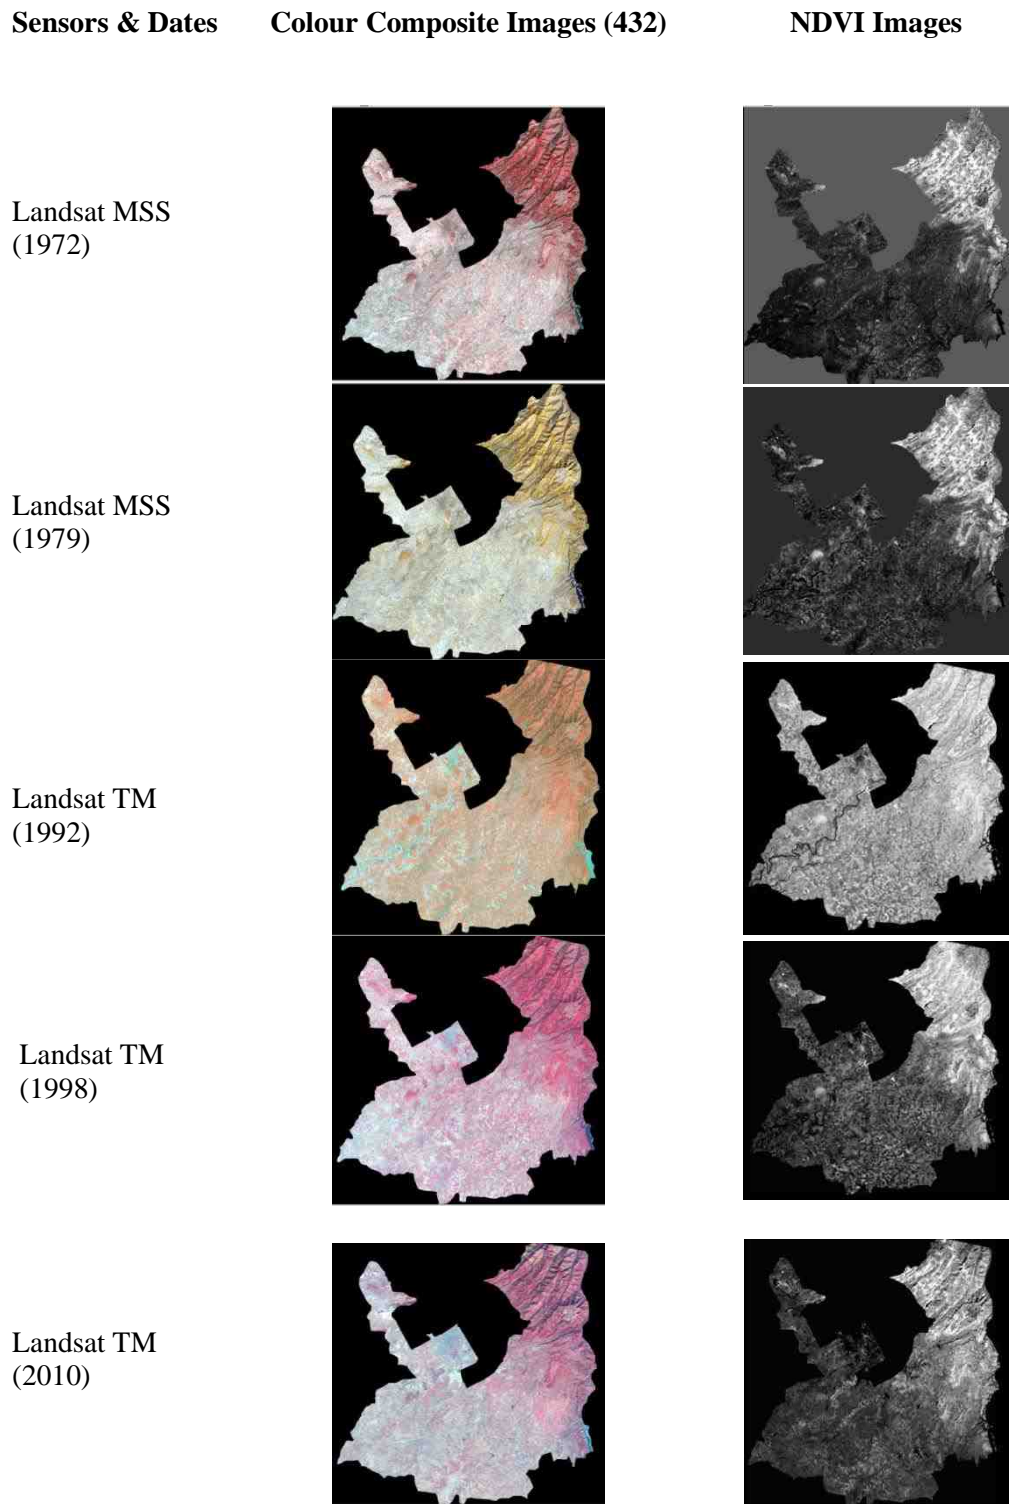 Sensors & Dates Colour Composite Images (432) NDVI Images
Landsat MSS
(1972)
Landsat MSS
(1979)
Landsat TM
(1992)
Landsat TM
(1998)
Landsat TM
(2010)